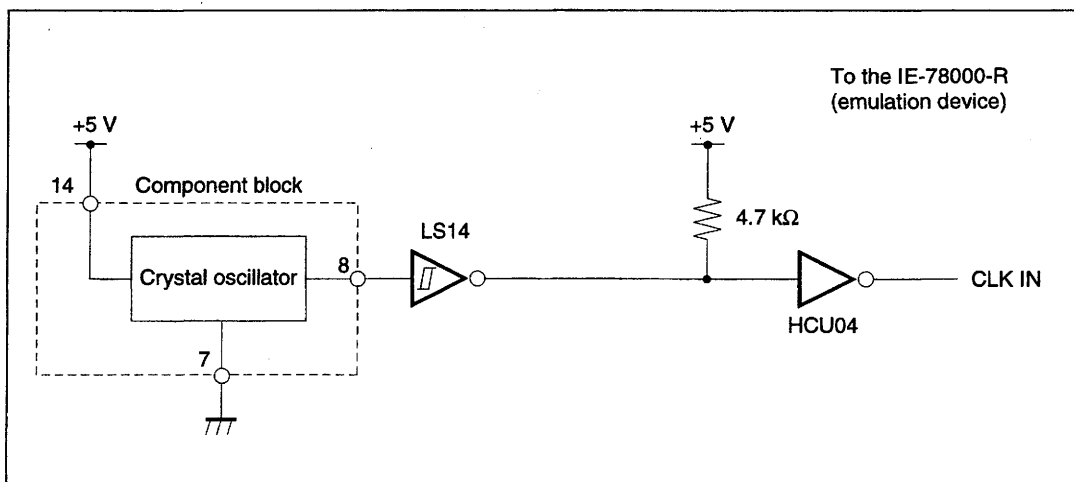 To the IE-78000-R
(emulation device)
+5 V
+5 V
14
Component block
4.7 kΩ
LS14
Crystal oscillator
8
CLK IN
HCU04
7